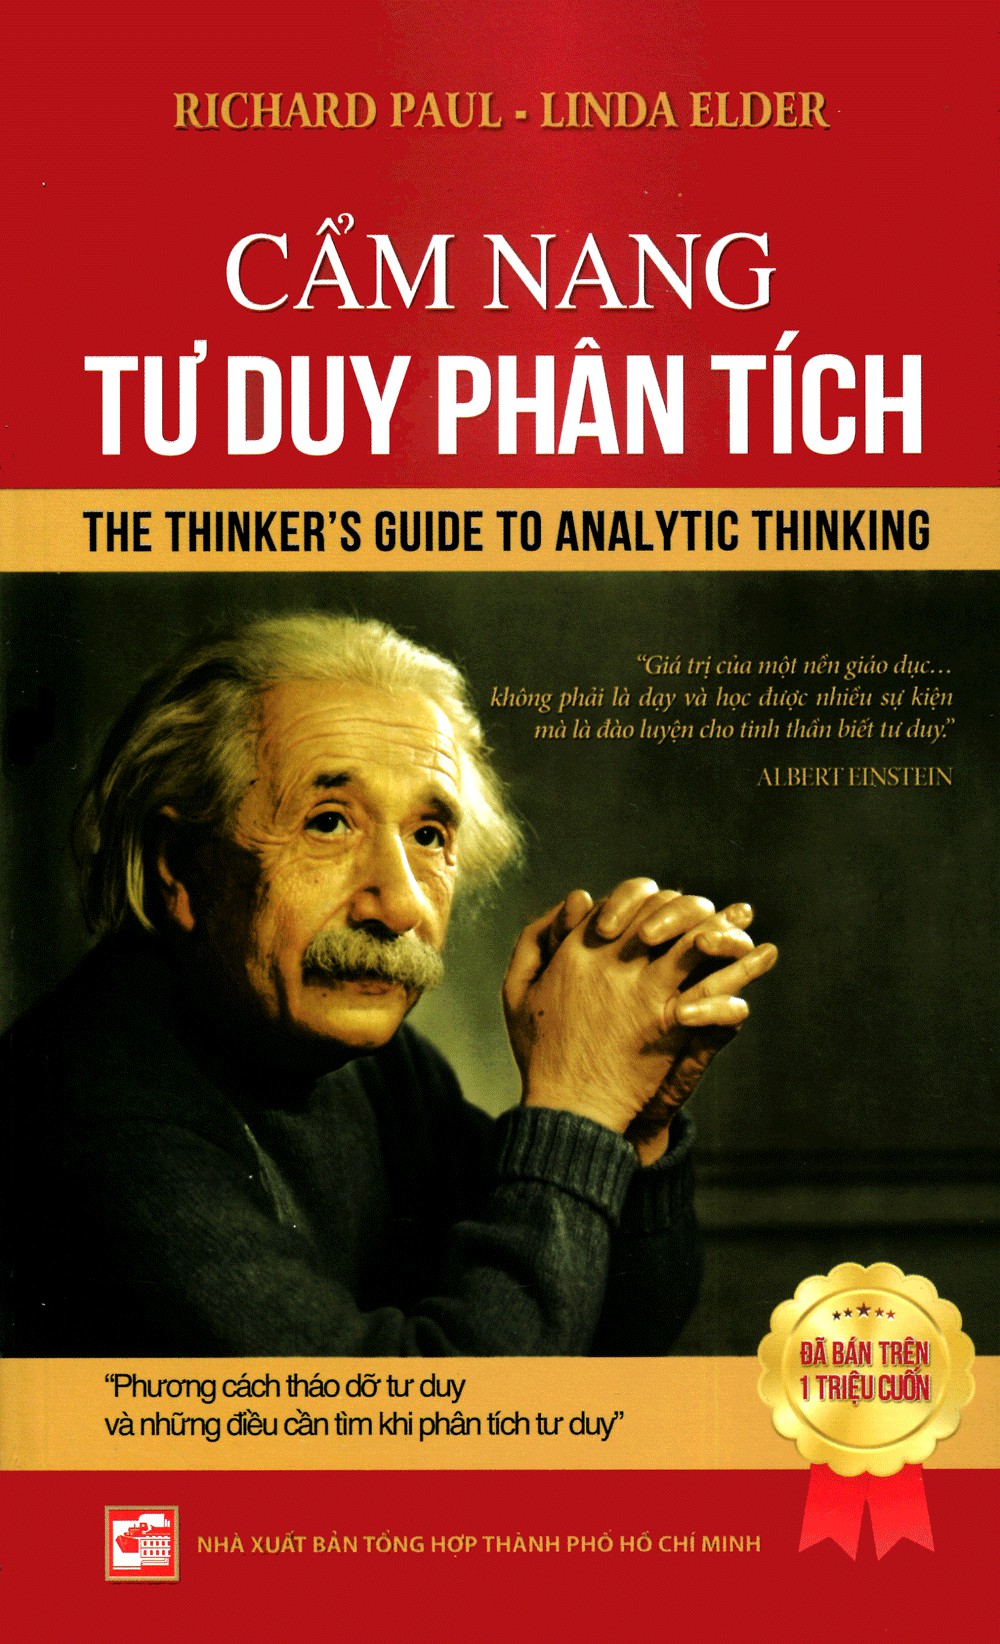 RICHARD PAUL - LINDA ELDER
CẨM NANG
TƯ DUY PHÂN TÍCH
THE THINKER'S GUIDE TO ANALYTIC THINKING
“Giá trị của một nền giáo dục...
không phải là dạy và học được nhiều sự kiện
mà là đào luyện cho tinh thần biết tư duy.”
ALBERT EINSTEIN
ĐÃ BÁN TRÊN
1 TRIỆU CUỐN
“Phương cách tháo dỡ tư duy
và những điều cần tìm khi phân tích tư duy”
NHÀ XUẤT BẢN TỔNG HỢP THÀNH PHỐ HỒ CHÍ MINH